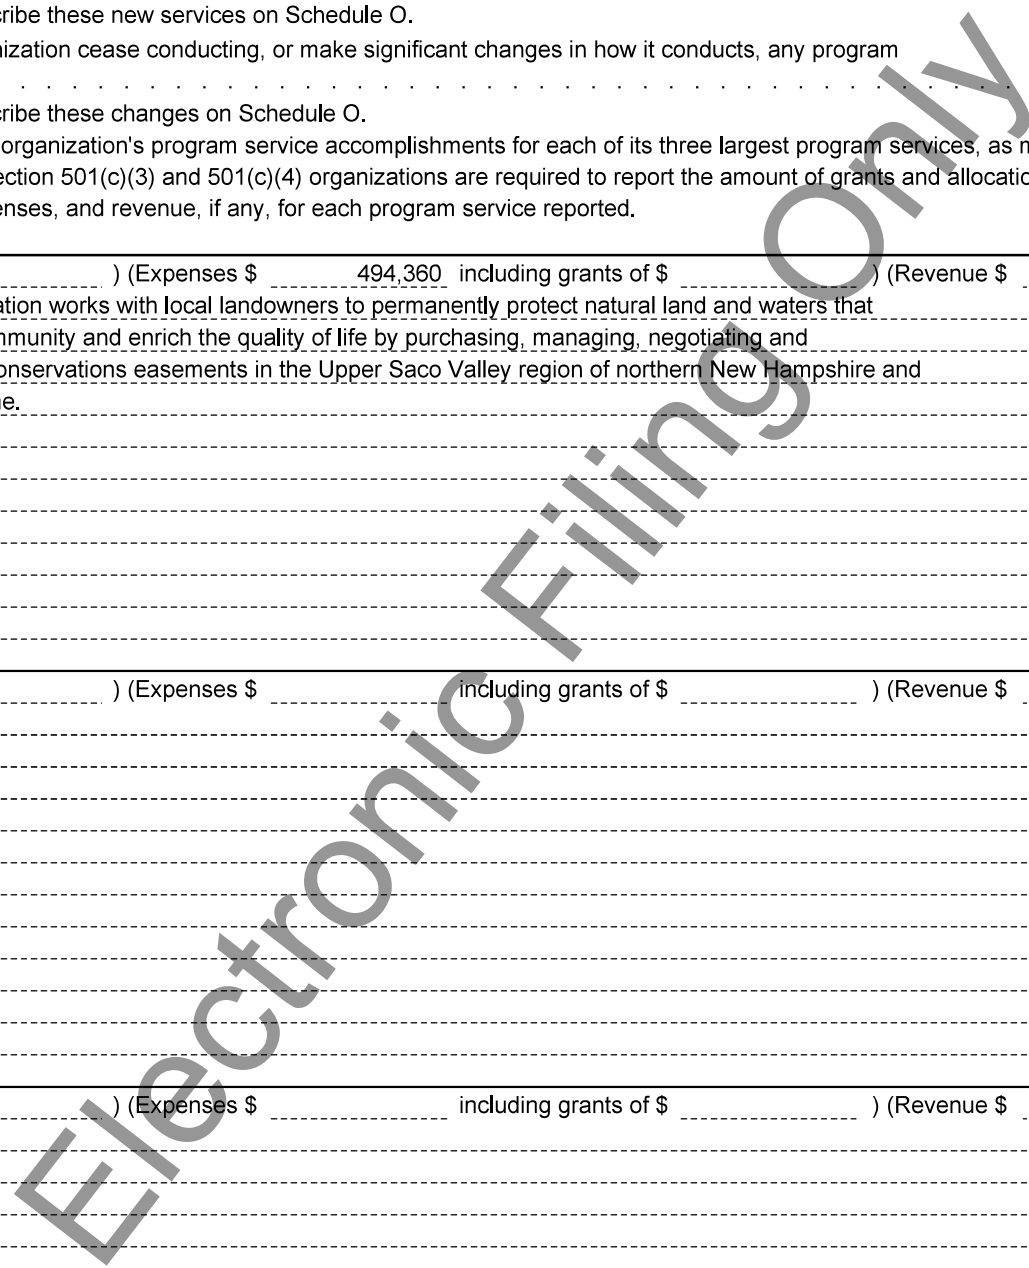 cribe these new services on Schedule O.
nization cease conducting, or make significant changes in how it conducts, any program
. . . . . . . . . . . . . . . . . . . . . . . . . . . . . . . . . . . . . . . . . . . . . .
cribe these changes on Schedule O.
organization's program service accomplishments for each of its three largest program services, as m
ection 501(c)(3) and 501(c)(4) organizations are required to report the amount of grants and allocatio
enses, and revenue, if any, for each program service reported.
) (Expenses $ 494,360 including grants of $ ) (Revenue $
ation works with local landowners to permanently protect natural land and waters that
mmunity and enrich the quality of life by purchasing, managing, negotiating and
onservations easements in the Upper Saco Valley region of northern New Hampshire and
ne.
) (Expenses $ including grants of $ ) (Revenue $
) (Expenses $ including grants of $ ) (Revenue $
Electronic Filing Only